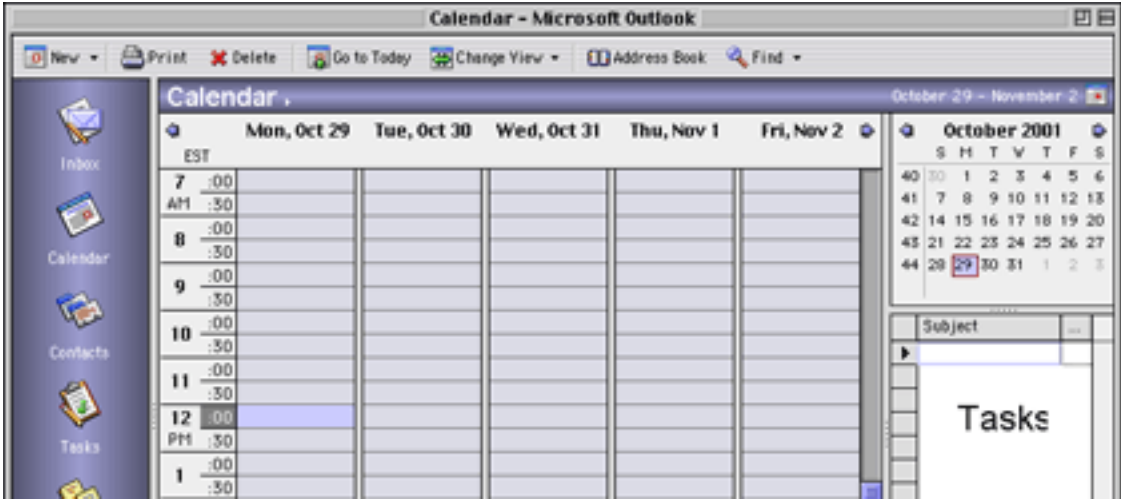 Calendar - Microsoft Outlook
New Print Delete Go to Today Change View Address Book Find
Calendar
October 29 - November 2
Inbox
Calendar
Contacts
Tasks
Mon, Oct 29 Tue, Oct 30 Wed, Oct 31 Thu, Nov 1 Fri, Nov 2
EST
7 :00
AM :30
8 :00
:30
9 :00
:30
10 :00
:30
11 :00
:30
12 :00
PM :30
1 :00
:30
October 2001
S M T W T F S
40 30 1 2 3 4 5 6
41 7 8 9 10 11 12 13
42 14 15 16 17 18 19 20
43 21 22 23 24 25 26 27
44 28 29 30 31 1 2 3
Subject ...
Tasks